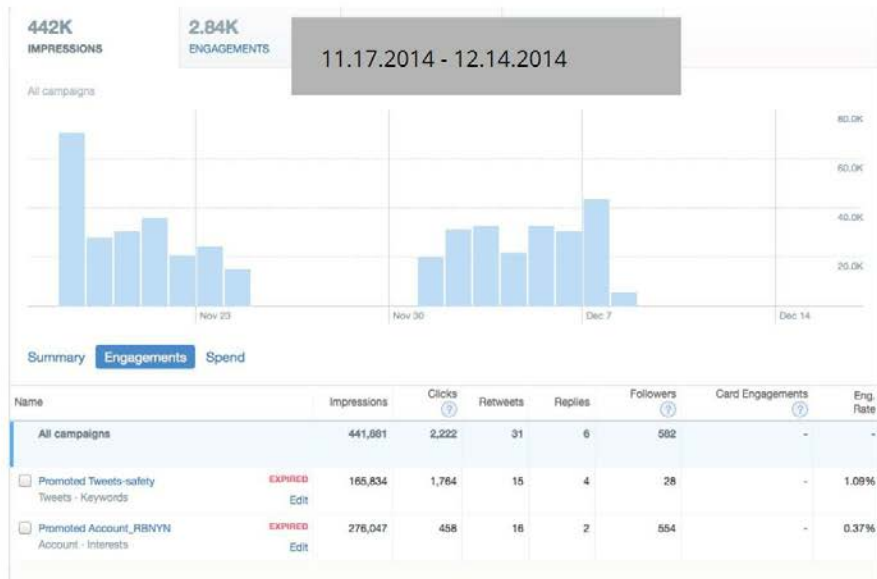 442K
IMPRESSIONS
2.84K
ENGAGEMENTS
11.17.2014 - 12.14.2014
All campaigns
80.0K
60.0K
40.0K
20.0K
Nov 23 Nov 30 Dec 7 Dec 14
Summary Engagements Spend
Name Impressions Clicks ? Retweets Replies Followers ? Card Engagements ? Eng. Rate
All campaigns 441,881 2,222 31 6 582 - -
Promoted Tweets-safety EXPIRED 165,834 1,764 15 4 28 - 1.09%
Tweets - Keywords Edit
Promoted Account_RBNYN EXPIRED 276,047 458 16 2 554 - 0.37%
Account - Interests Edit